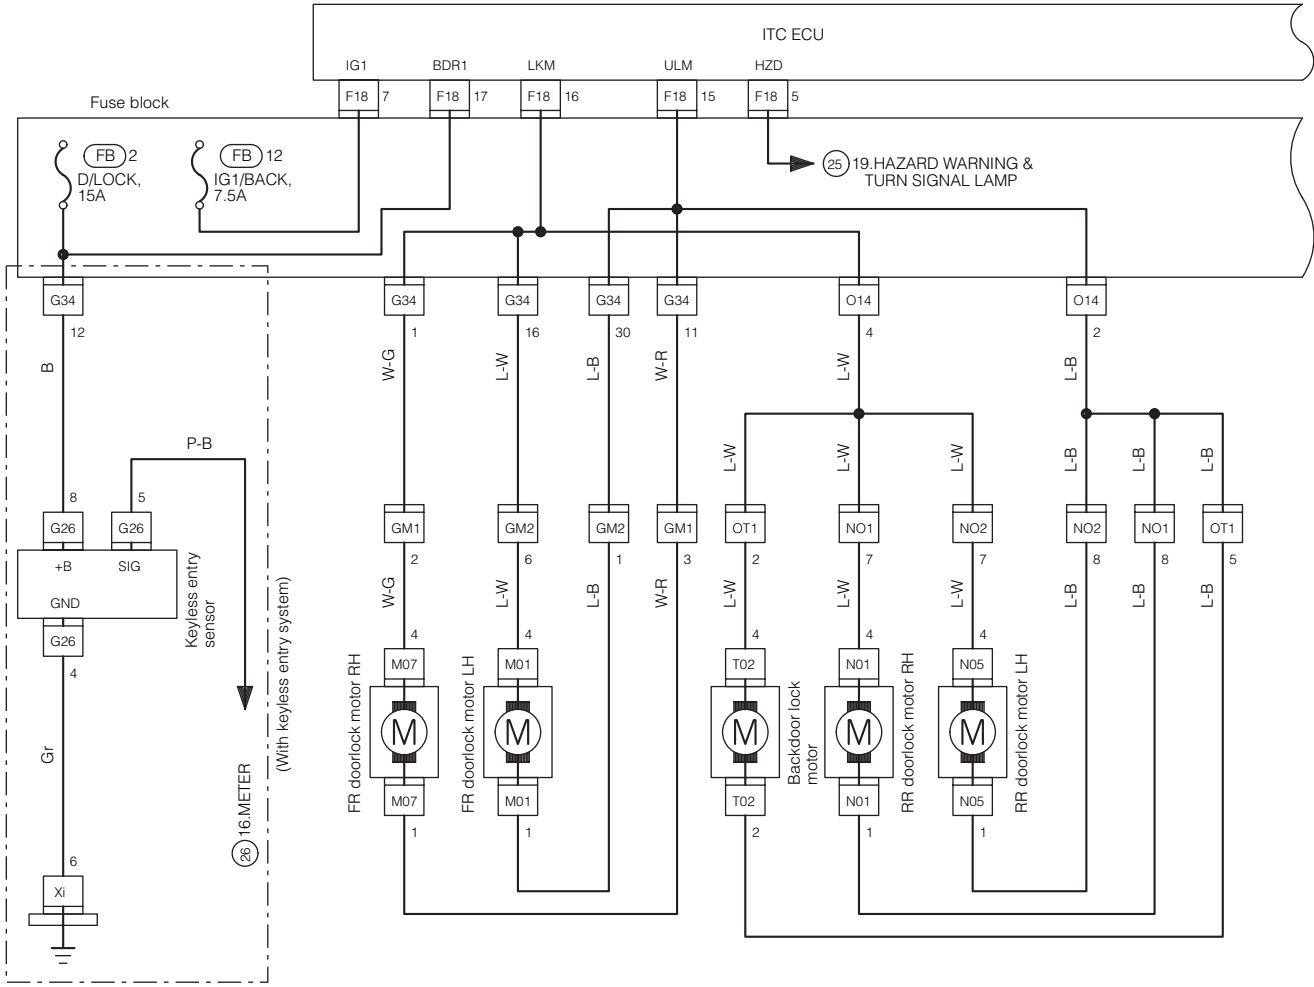 ITC ECU
IG1 BDR1 LKM ULM HZD
F18 7 F18 17 F18 16 F18 15 F18 5
Fuse block
FB 2
D/LOCK,
15A
FB 12
IG1/BACK,
7.5A
25 19.HAZARD WARNING &
TURN SIGNAL LAMP
G34 G34 G34 G34 G34 O14 O14
12 1 16 30 11 4 2
B W-G L-W L-B W-R L-W L-B
P-B
L-W L-W L-W L-B L-B L-B
8 5
G26 G26 GM1 GM2 GM2 GM1 OT1 NO1 NO2 NO2 NO1 OT1
2 6 1 3 2 7 7 8 8 5
+B SIG
GND
Keyless entry
sensor
W-G L-W L-B W-R L-W L-W L-W L-B L-B L-B
G26
4
(With keyless entry system)
4 4 4 4 4
M07 M01 T02 N01 N05
FR doorlock motor RH
M
FR doorlock motor LH
M
M
Backdoor lock
motor
M
RR doorlock motor RH
M
RR doorlock motor LH
M07 M01 T02 N01 N05
1 1 2 1 1
Gr
26 16.METER
6
Xi